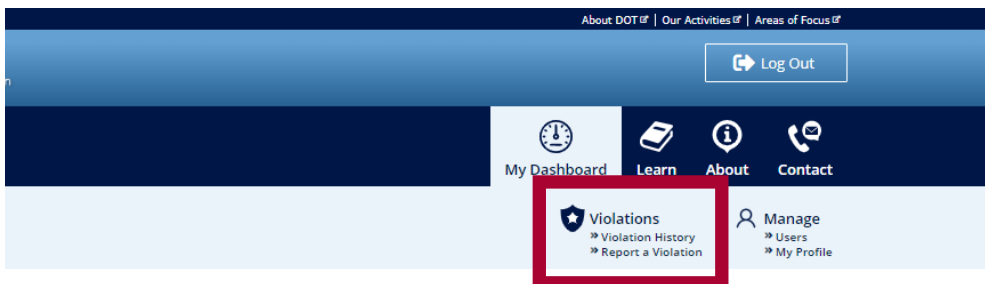 About DOT | Our Activities | Areas of Focus
Log Out
n
My Dashboard Learn About Contact
Violations Manage
» Violation History » Users
» Report a Violation » My Profile